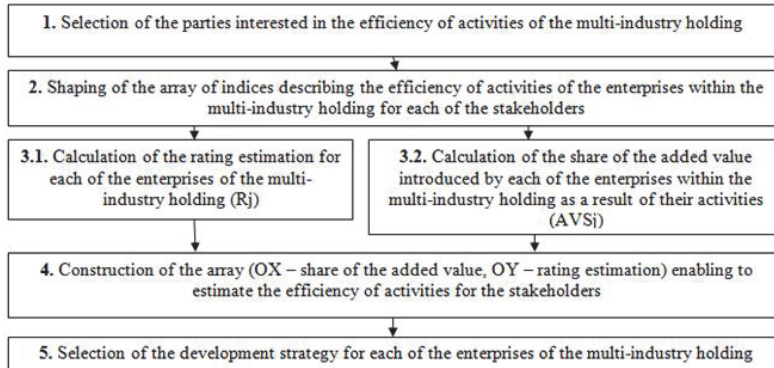 1. Selection of the parties interested in the efficiency of activities of the multi-industry holding
2. Shaping of the array of indices describing the efficiency of activities of the enterprises within the
multi-industry holding for each of the stakeholders
3.1. Calculation of the rating estimation for
each of the enterprises of the multi-
industry holding (Rj)
3.2. Calculation of the share of the added value
introduced by each of the enterprises within the
multi-industry holding as a result of their activities
(AVSj)
4. Construction of the array (OX – share of the added value, OY – rating estimation) enabling to
estimate the efficiency of activities for the stakeholders
5. Selection of the development strategy for each of the enterprises of the multi-industry holding